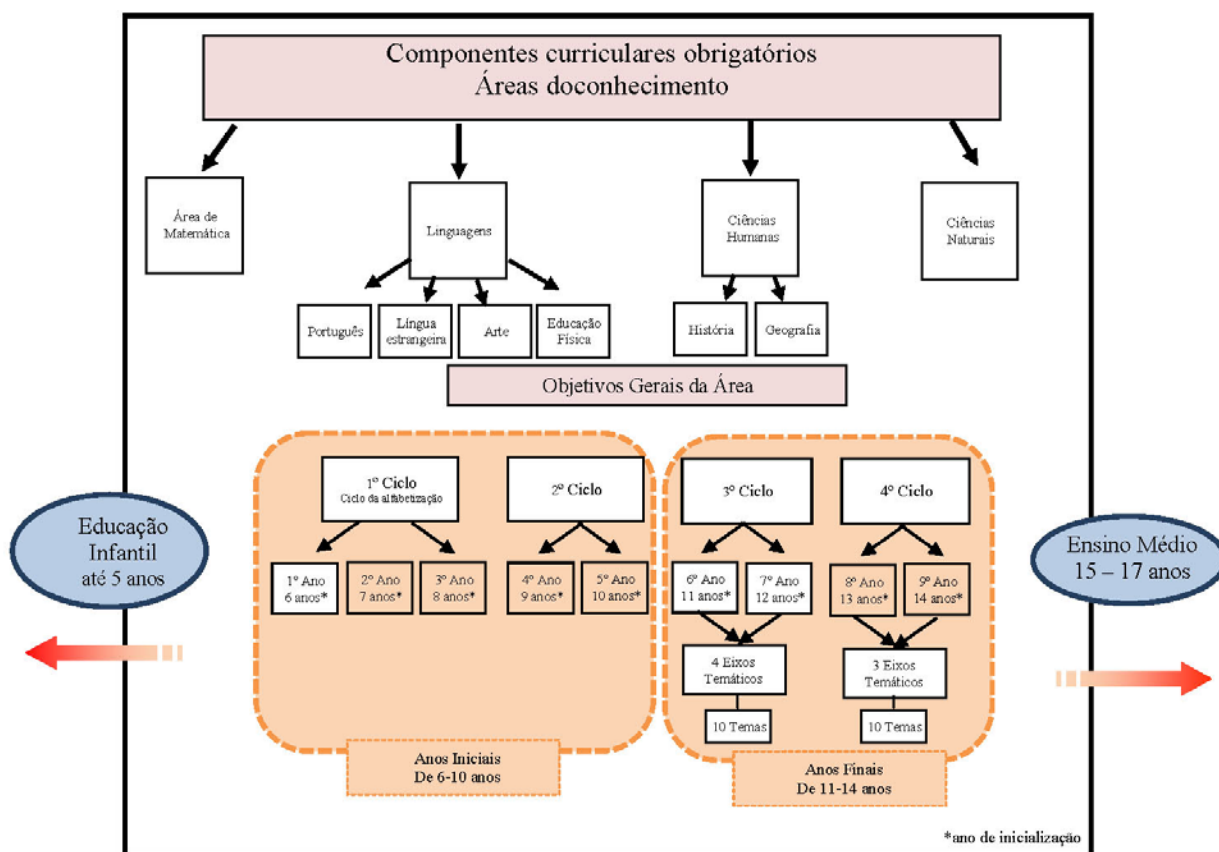 Componentes curriculares obrigatórios
Áreas doconhecimento
Área de
Matemática
Linguagens
Ciências
Humanas
Ciências
Naturais
Português
Língua
estrangeira
Arte
Educação
Física
História
Geografia
Objetivos Gerais da Área
1º Ciclo
Ciclo da alfabetização
2º Ciclo
3º Ciclo
4º Ciclo
Educação
Infantil
até 5 anos
1º Ano
6 anos*
2º Ano
7 anos*
3º Ano
8 anos*
4º Ano
9 anos*
5º Ano
10 anos*
6º Ano
11 anos*
7º Ano
12 anos*
8º Ano
13 anos*
9º Ano
14 anos*
Ensino Médio
15 – 17 anos
4 Eixos
Temáticos
3 Eixos
Temáticos
10 Temas
10 Temas
Anos Iniciais
De 6-10 anos
Anos Finais
De 11-14 anos
*ano de inicialização